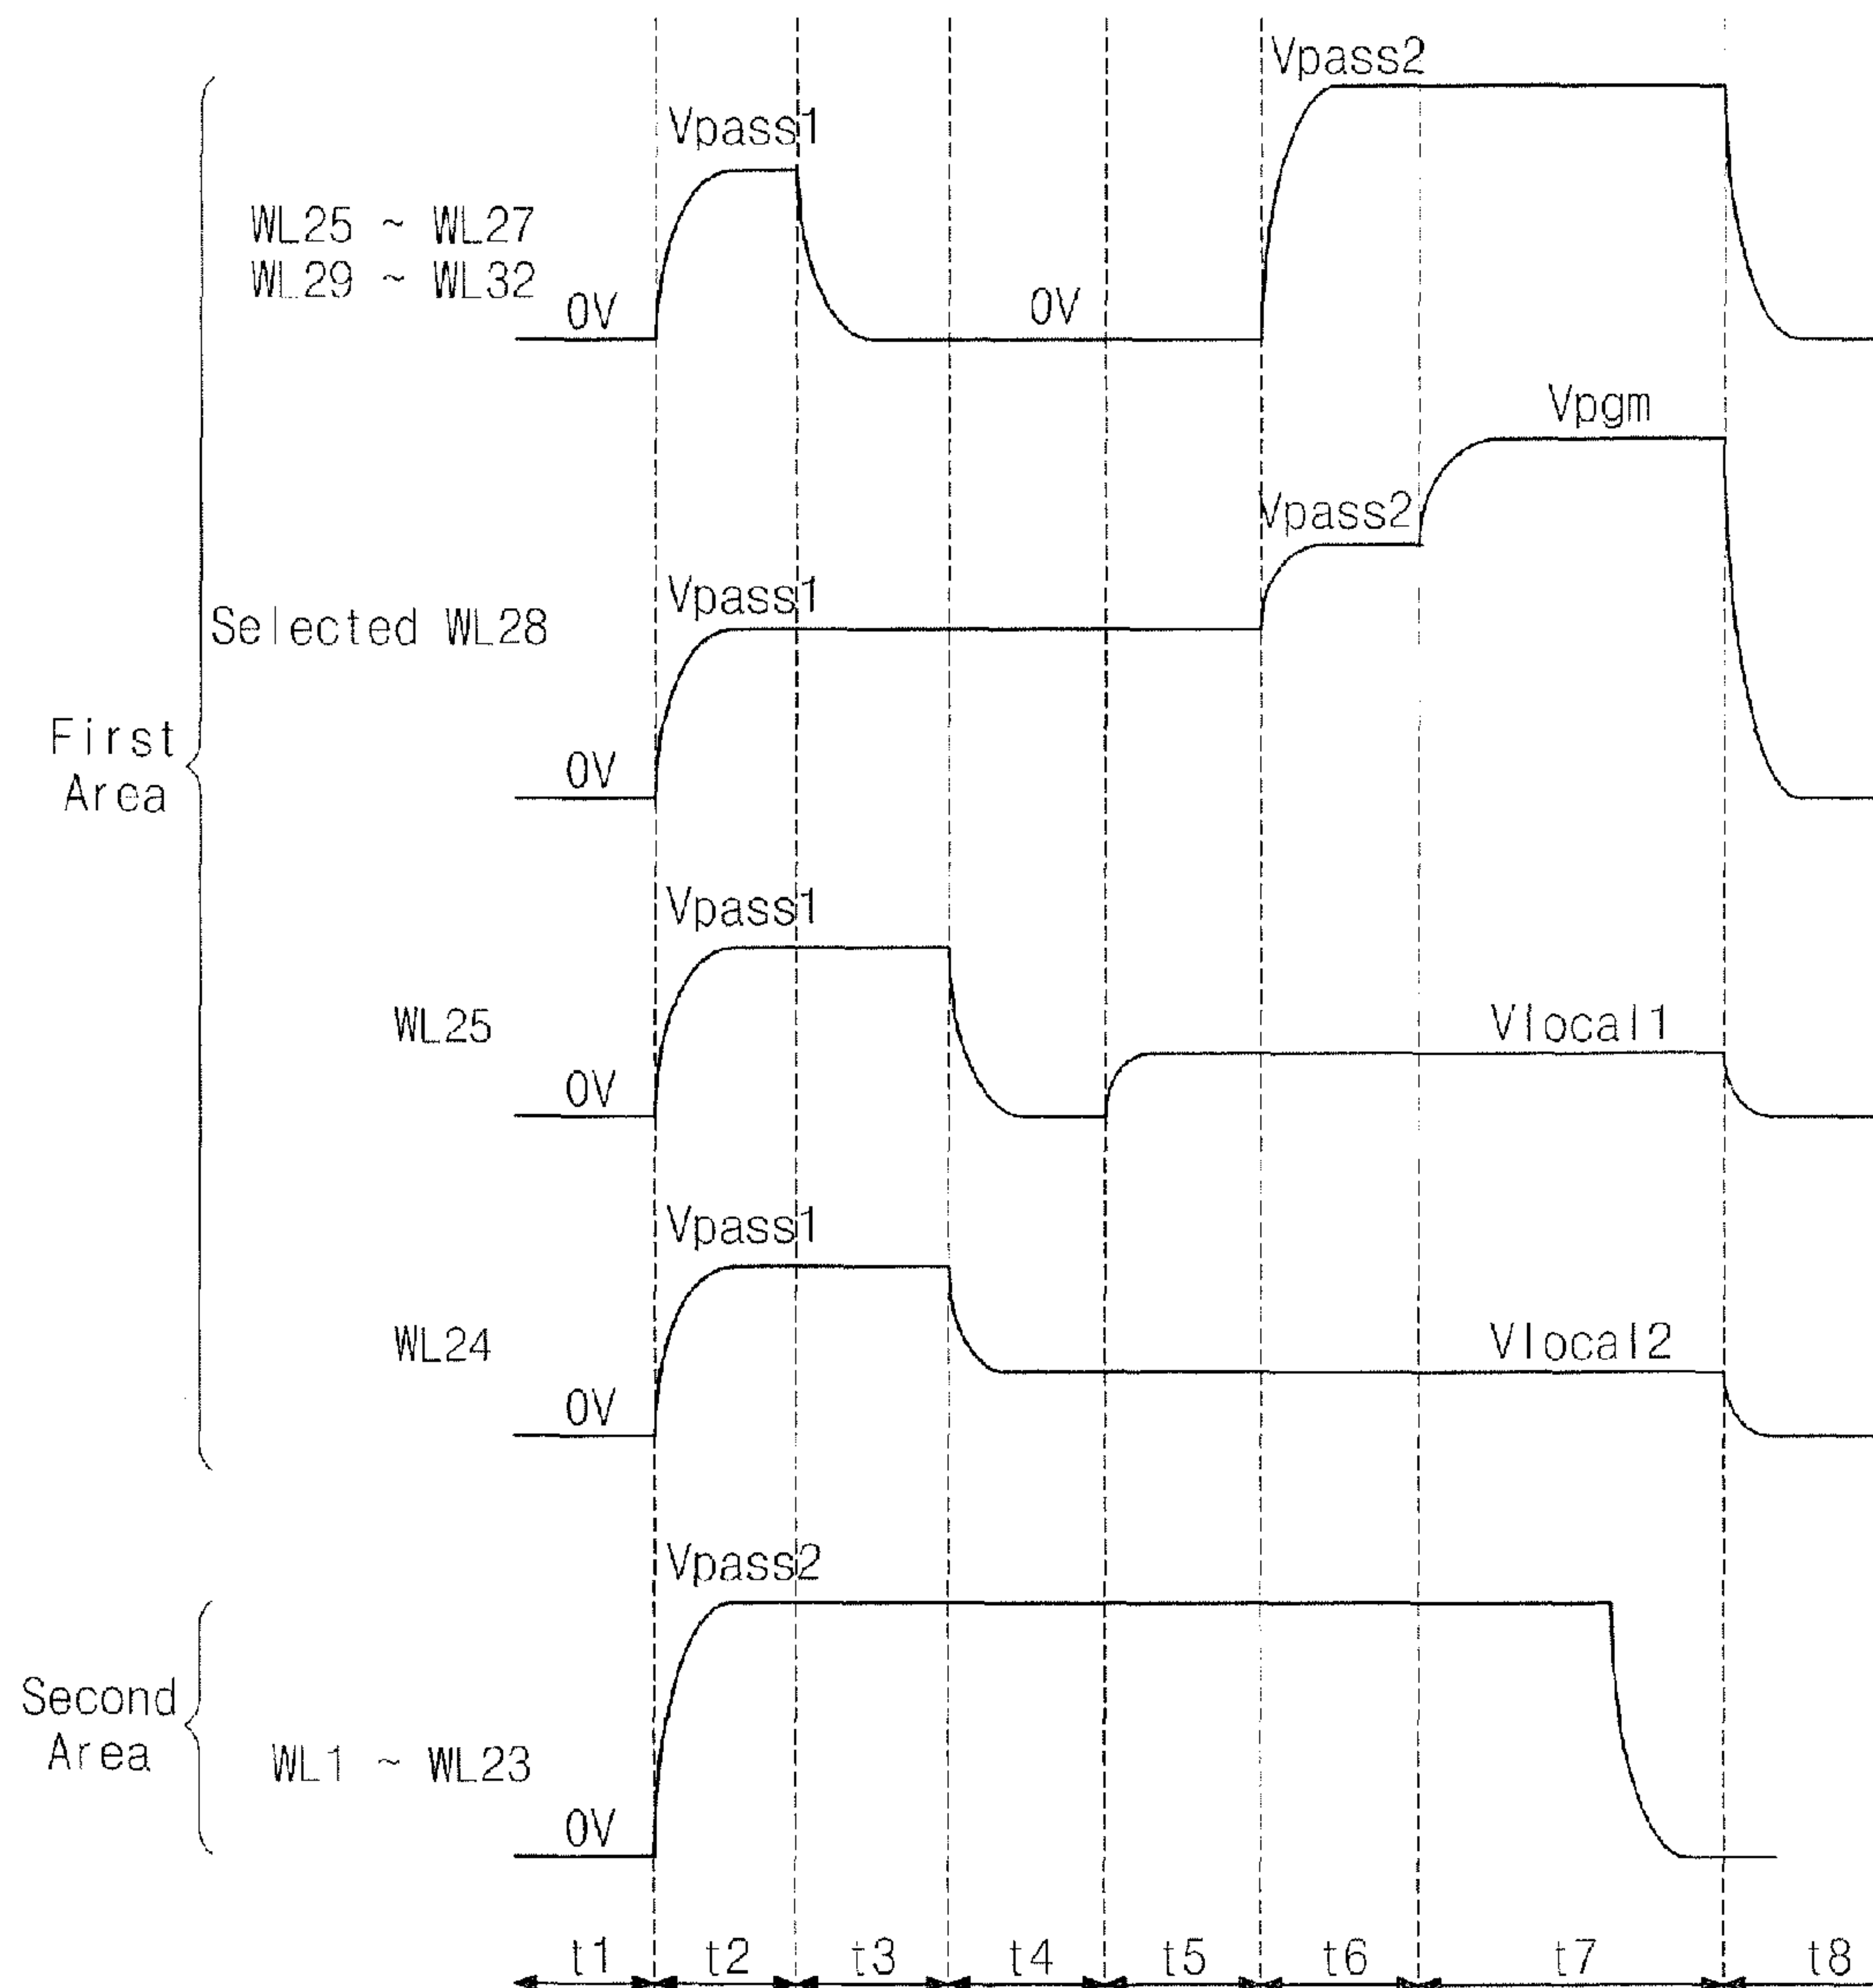 Vpass2
Vpass1
WL25 ~ WL27
WL29 ~ WL32
0V
0V
Vpgm
Vpass2
Vpass1
Selected WL28
First
Area
0V
Vpass1
WL25
Vlocal1
0V
Vpass1
WL24
Vlocal2
0V
Vpass2
Second
Area
WL1 ~ WL23
0V
t1 t2 t3 t4 t5 t6 t7 t8